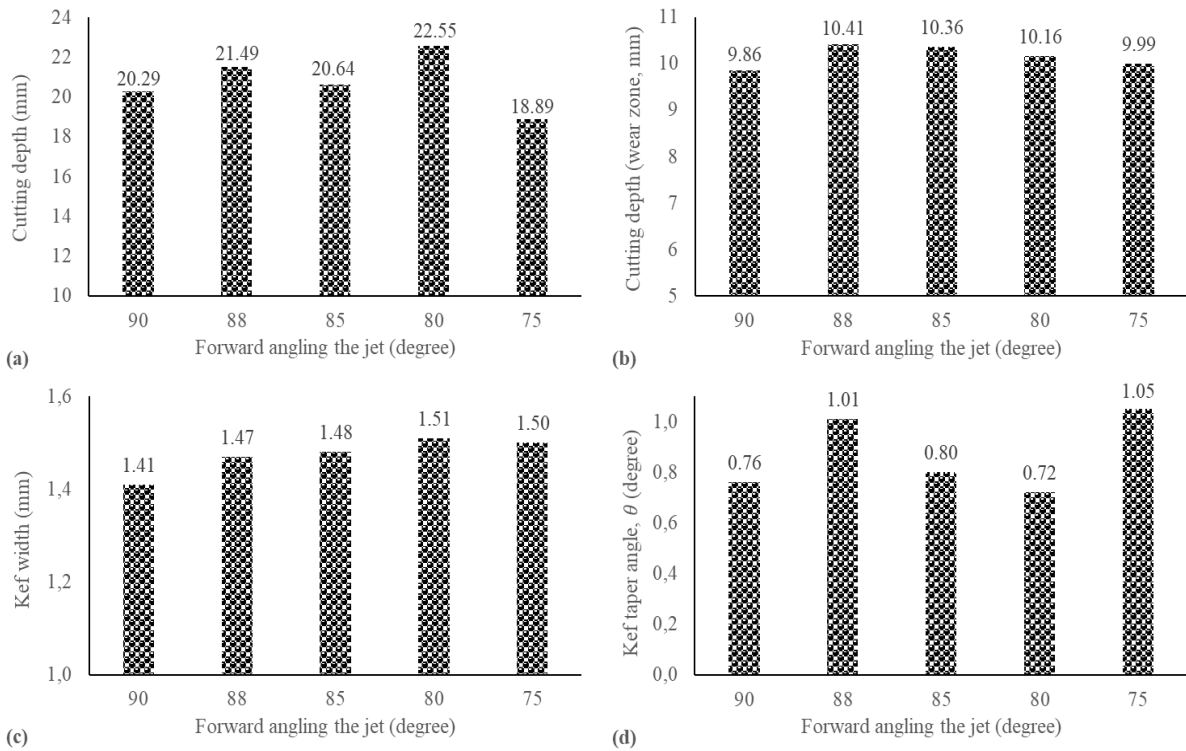 24
22
20
18
16
14
12
10
Cutting depth (mm)
20.29
21.49
20.64
22.55
18.89
90 88 85 80 75
Forward angling the jet (degree)
(a)
11
10
9
8
7
6
5
Cutting depth (wear zone, mm)
9.86
10.41
10.36
10.16
9.99
90 88 85 80 75
Forward angling the jet (degree)
(b)
1,6
1,4
1,2
1,0
Kef width (mm)
1.41
1.47
1.48
1.51
1.50
90 88 85 80 75
Forward angling the jet (degree)
(c)
1,0
0,8
0,6
0,4
0,2
0,0
Kef taper angle, θ (degree)
0.76
1.01
0.80
0.72
1.05
90 88 85 80 75
Forward angling the jet (degree)
(d)